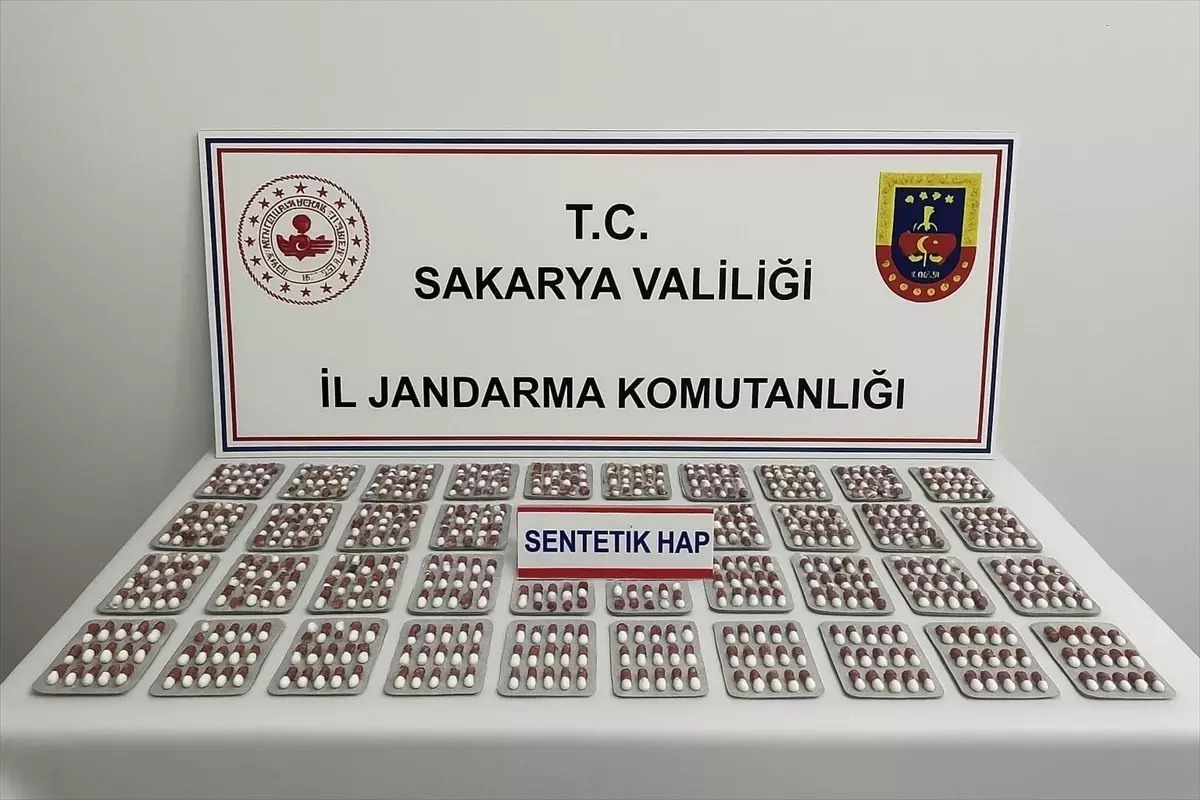 T.C.
SAKARYA VALİLİĞİ
İL JANDARMA KOMUTANLIĞI
SENTETİK HAP